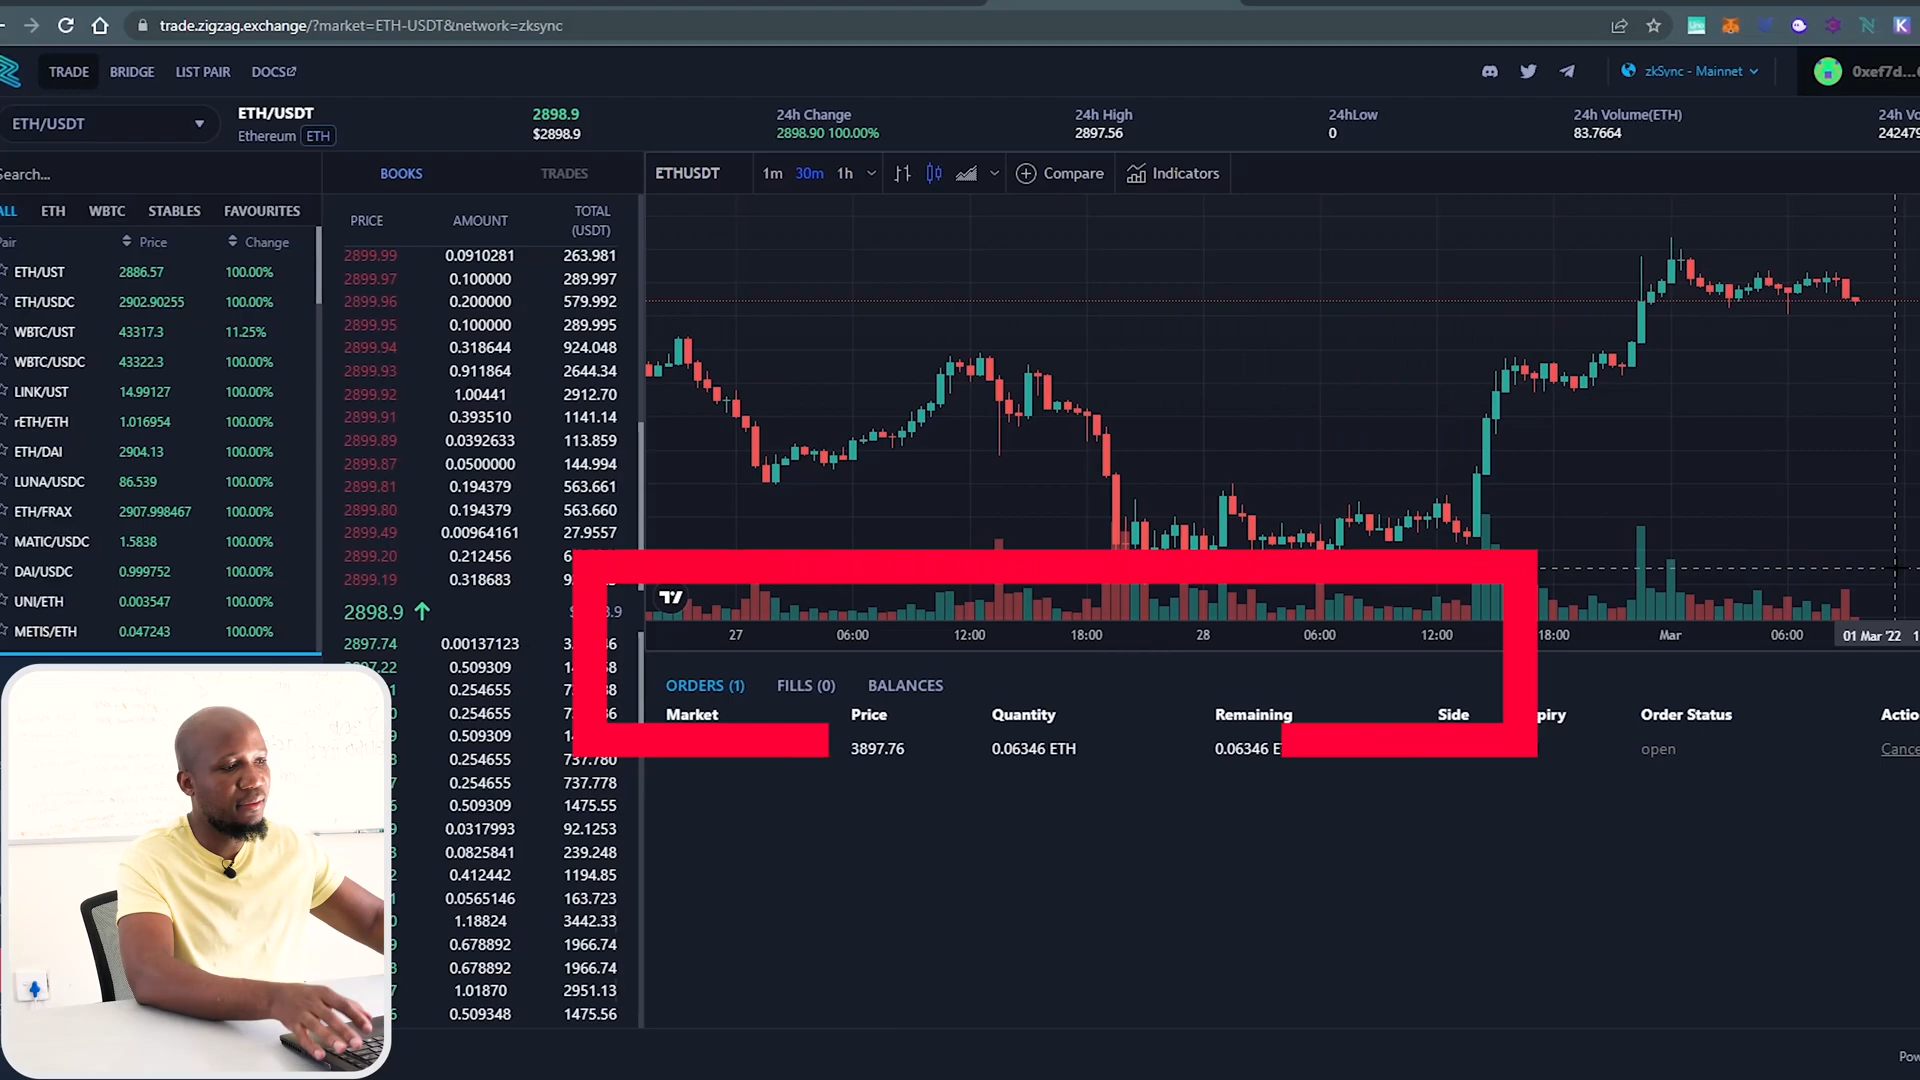 trade.zigzag.exchange/?market=ETH-USDT&network=zksync
TRADE BRIDGE LIST PAIR DOCS zkSync - Mainnet 0xef7d...
ETH/USDT
ETH/USDT
Ethereum ETH
2898.9
$2898.9
24h Change
2898.90 100.00%
24h High
2897.56
24hLow
0
24h Volume(ETH)
83.7664
24h
242479
Search...
ALL ETH WBTC STABLES FAVOURITES
Pair Price Change
ETH/UST 2886.57 100.00%
ETH/USDC 2902.90255 100.00%
WBTC/UST 43317.3 11.25%
WBTC/USDC 43322.3 100.00%
LINK/UST 14.99127 100.00%
rETH/ETH 1.016954 100.00%
ETH/DAI 2904.13 100.00%
LUNA/USDC 86.539 100.00%
ETH/FRAX 2907.998467 100.00%
MATIC/USDC 1.5838 100.00%
DAI/USDC 0.999752 100.00%
UNI/ETH 0.003547 100.00%
METIS/ETH 0.047243 100.00%
BOOKS TRADES
PRICE AMOUNT TOTAL (USDT)
2899.99 0.0910281 263.981
2899.97 0.100000 289.997
2899.96 0.200000 579.992
2899.95 0.100000 289.995
2899.94 0.318644 924.048
2899.93 0.911864 2644.34
2899.92 1.00441 2912.70
2899.91 0.393510 1141.14
2899.89 0.0392633 113.859
2899.87 0.0500000 144.994
2899.81 0.194379 563.661
2899.80 0.194379 563.660
2899.49 0.00964161 27.9557
2899.20 0.212456
2899.19 0.318683
2898.9
2897.74 0.00137123
0.509309
0.254655
0.254655
0.509309
0.254655 737.780
0.254655 737.778
0.509309 1475.55
0.0317993 92.1253
0.0825841 239.248
0.412442 1194.85
0.0565146 163.723
1.18824 3442.33
0.678892 1966.74
0.678892 1966.74
1.01870 2951.13
0.509348 1475.56
ETHUSDT 1m 30m 1h Compare Indicators
27 06:00 12:00 18:00 28 06:00 12:00 18:00 Mar 06:00 01 Mar '22
ORDERS (1) FILLS (0) BALANCES
Market Price Quantity Remaining Side Order Status
3897.76 0.06346 ETH 0.06346 open